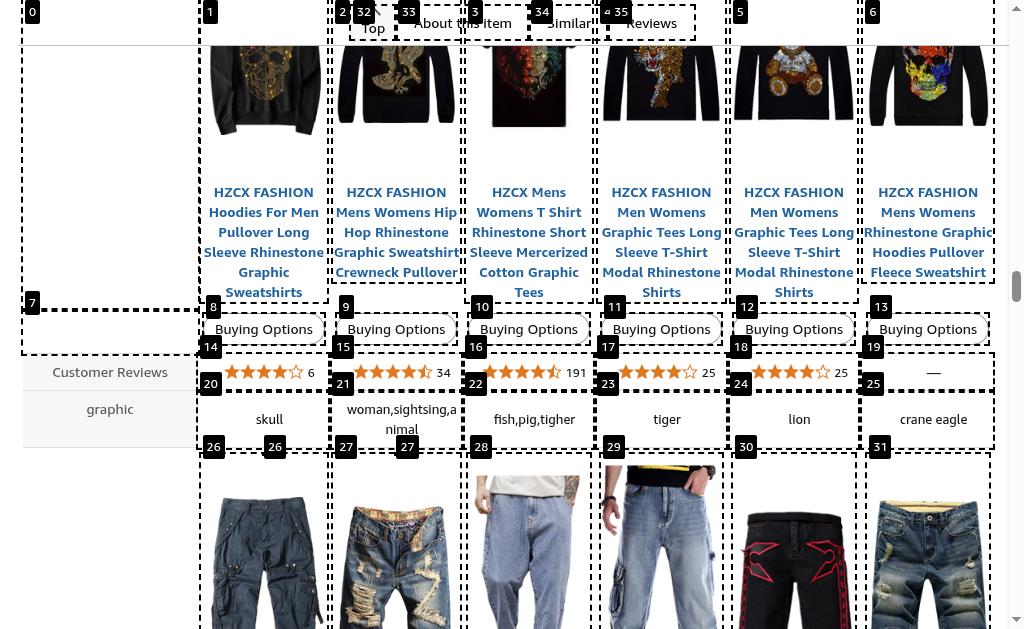 0 1 2 32 33 3 34 4 35 5 6
Top About this item Similar Reviews
HZCX FASHION Hoodies For Men Pullover Long Sleeve Rhinestone Graphic Sweatshirts
HZCX FASHION Mens Womens Hip Hop Rhinestone Graphic Sweatshirt Crewneck Pullover
HZCX Mens Womens T Shirt Rhinestone Short Sleeve Mercerized Cotton Graphic Tees
HZCX FASHION Men Womens Graphic Tees Long Sleeve T-Shirt Modal Rhinestone Shirts
HZCX FASHION Men Womens Graphic Tees Long Sleeve T-Shirt Modal Rhinestone Shirts
HZCX FASHION Mens Womens Rhinestone Graphic Hoodies Pullover Fleece Sweatshirt
7 8 9 10 11 12 13
Buying Options Buying Options Buying Options Buying Options Buying Options Buying Options
14 15 16 17 18 19
Customer Reviews 6 34 191 25 25 —
20 21 22 23 24 25
graphic skull woman,sightsing,animal fish,pig,tigher tiger lion crane eagle
26 26 27 27 28 29 30 31